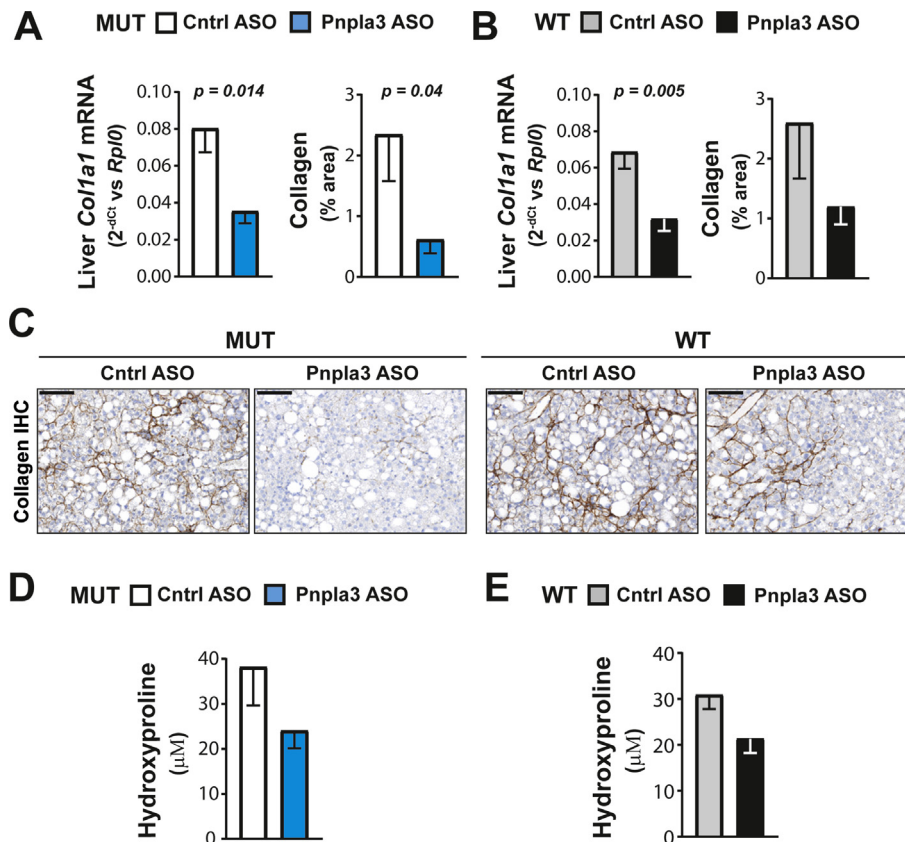 A MUT Cntrl ASO Pnpla3 ASO
p = 0.014
Liver Col1a1 mRNA
(2-dCt vs Rpl0)
0.10
0.08
0.06
0.04
0.02
0.00
p = 0.04
Collagen
(% area)
3
2
1
0
B WT Cntrl ASO Pnpla3 ASO
p = 0.005
Liver Col1a1 mRNA
(2-dCt vs Rpl0)
0.10
0.08
0.06
0.04
0.02
0.00
Collagen
(% area)
3
2
1
0
C
MUT WT
Cntrl ASO Pnpla3 ASO Cntrl ASO Pnpla3 ASO
Collagen IHC
D MUT Cntrl ASO Pnpla3 ASO
Hydroxyproline
(µM)
40
30
20
10
0
E WT Cntrl ASO Pnpla3 ASO
Hydroxyproline
(µM)
40
30
20
10
0